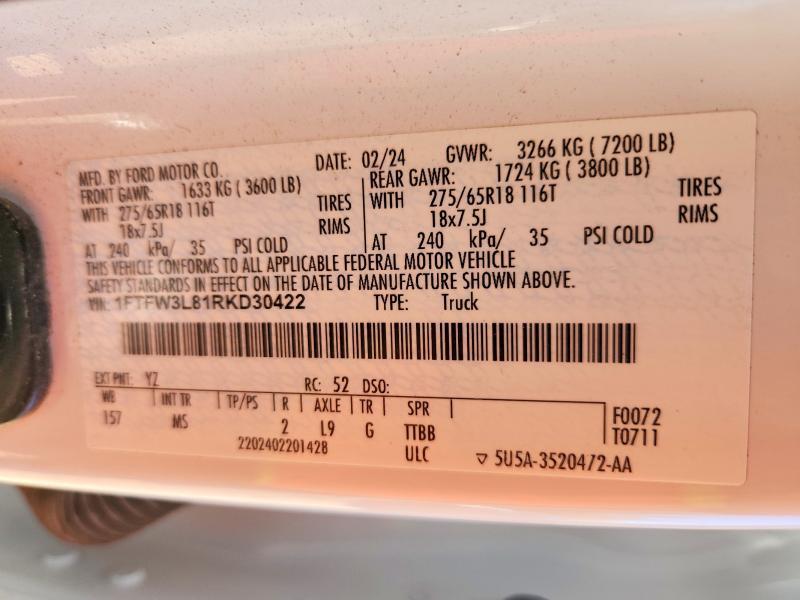 MFD. BY FORD MOTOR CO. DATE: 02/24 GVWR: 3266 KG ( 7200 LB)
FRONT GAWR: 1633 KG ( 3600 LB) REAR GAWR: 1724 KG ( 3800 LB)
WITH 275/65R18 116T TIRES WITH 275/65R18 116T TIRES
18x7.5J RIMS 18x7.5J RIMS
AT 240 kPa/ 35 PSI COLD AT 240 kPa/ 35 PSI COLD
THIS VEHICLE CONFORMS TO ALL APPLICABLE FEDERAL MOTOR VEHICLE
SAFETY STANDARDS IN EFFECT ON THE DATE OF MANUFACTURE SHOWN ABOVE.
VIN: 1FTFW3L81RKD30422 TYPE: Truck
EXT PNT: YZ RC: 52 DSO:
WB INT TR TP/PS R AXLE TR SPR F0072
157 MS 2 L9 G TTBB T0711
2202402201428 ULC ▽ 5U5A-3520472-AA